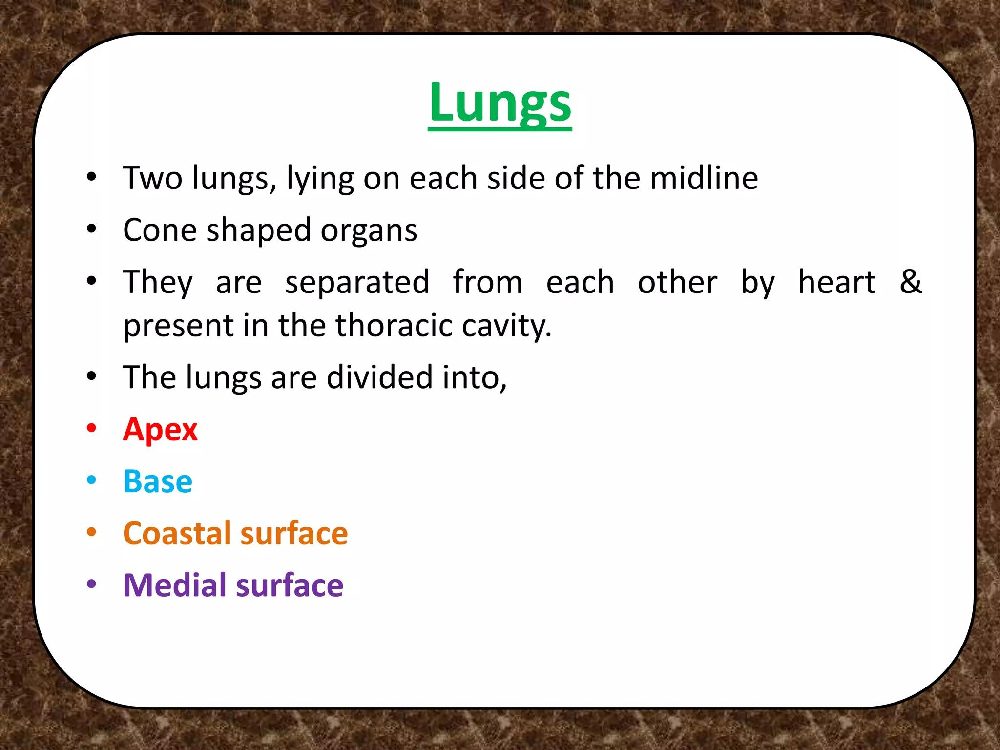 Lungs
• Two lungs, lying on each side of the midline
• Cone shaped organs
• They are separated from each other by heart &
present in the thoracic cavity.
• The lungs are divided into,
• Apex
• Base
• Coastal surface
• Medial surface